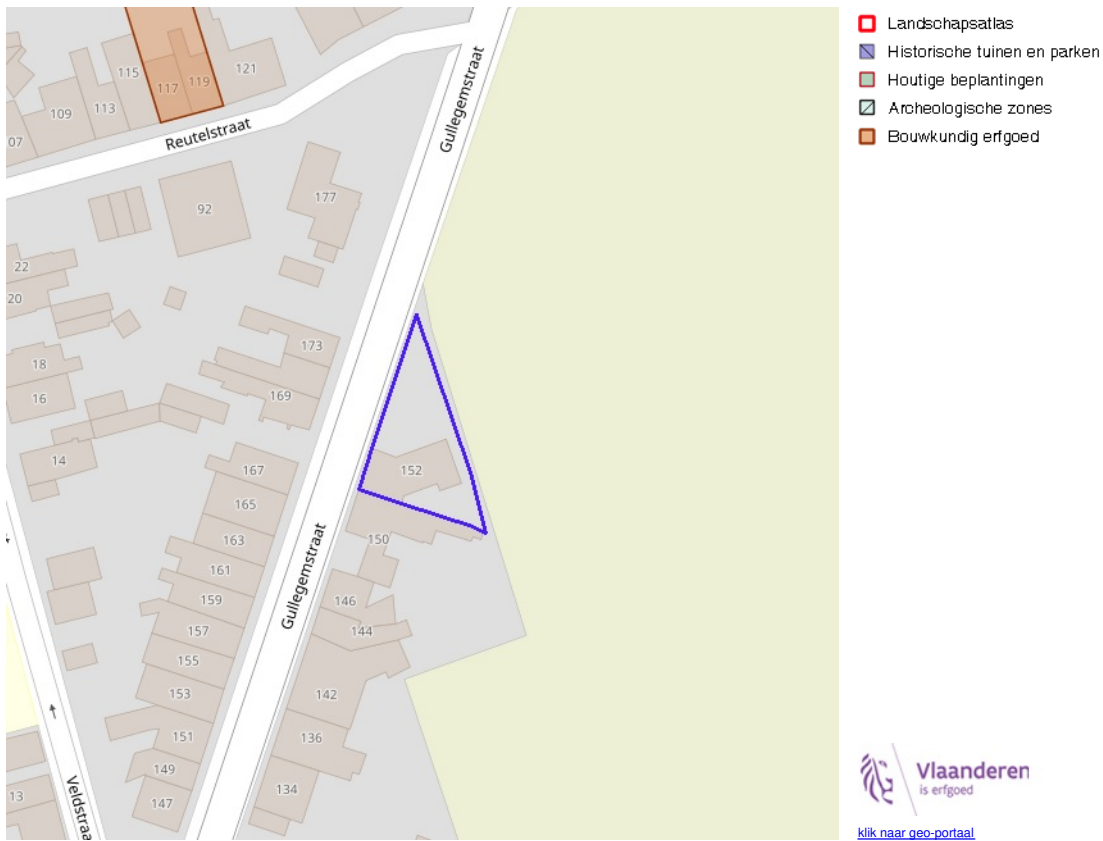 115
117
119
121
109
113
07
Reutelstraat
Gullegemstraat
92
177
22
20
18
16
14
173
169
167
165
163
161
159
157
155
153
151
149
147
152
150
146
144
142
136
134
13
Gullegemstraat
Veldstraa
Landschapsatlas
Historische tuinen en parken
Houtige beplantingen
Archeologische zones
Bouwkundig erfgoed
Vlaanderen
is erfgoed
klik naar geo-portaal